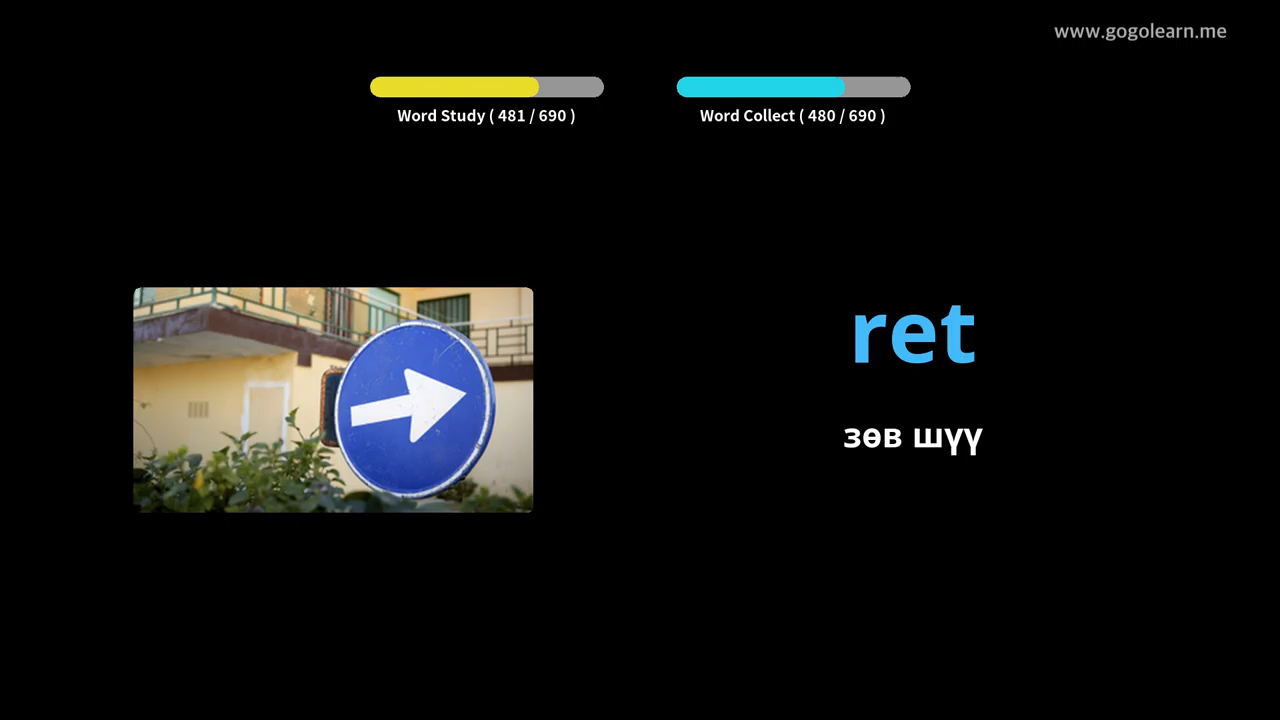 www.gogolearn.me
Word Study ( 481 / 690 )
Word Collect ( 480 / 690 )
ret
зөв шүү